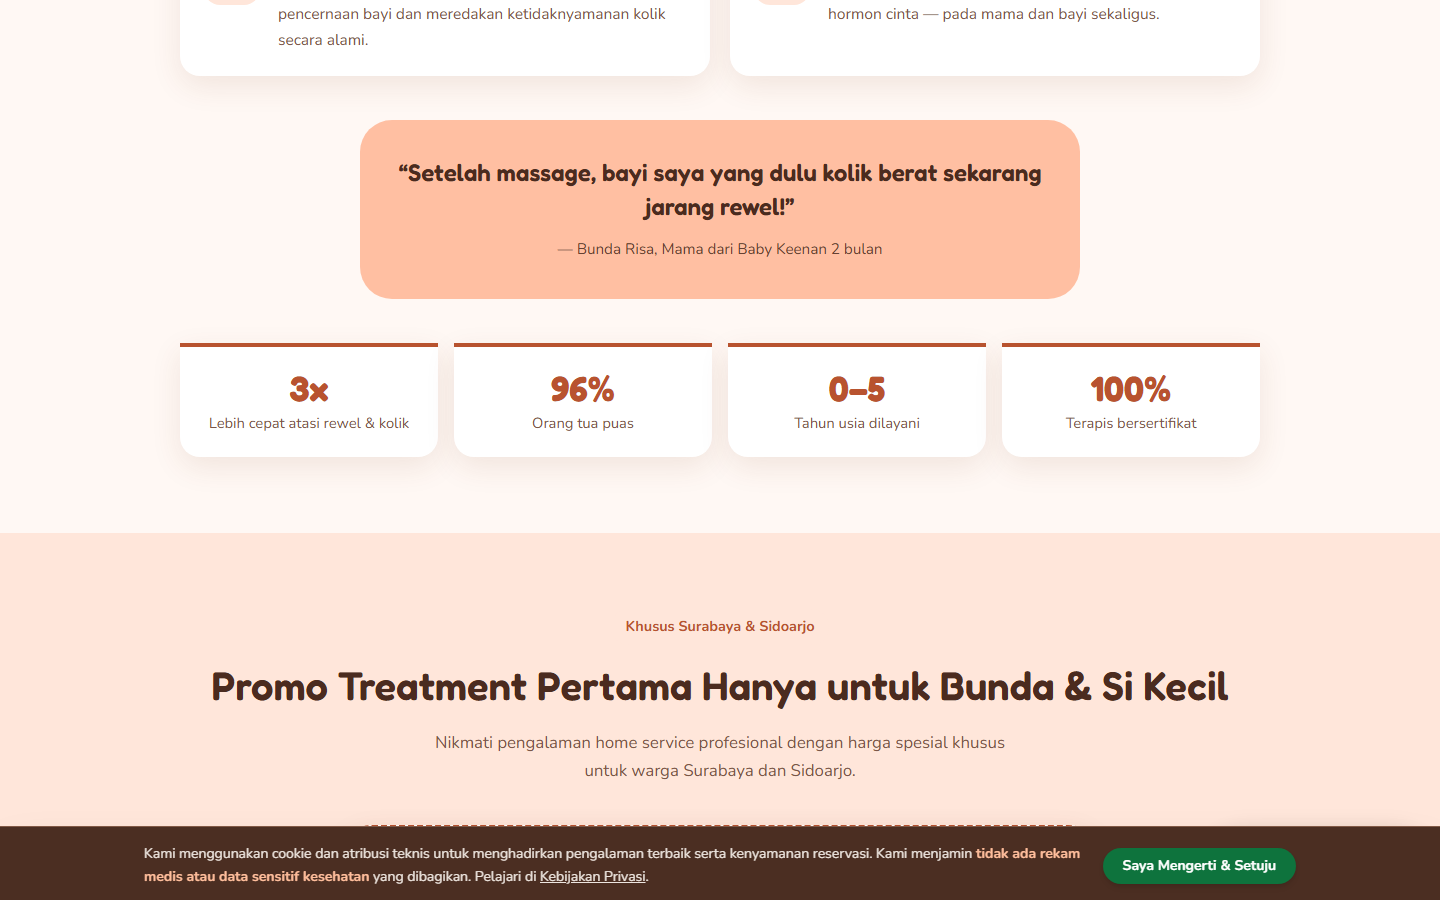 pencernaan bayi dan meredakan ketidaknyamanan kolik
secara alami.
hormon cinta — pada mama dan bayi sekaligus.
“Setelah massage, bayi saya yang dulu kolik berat sekarang
jarang rewel!”
— Bunda Risa, Mama dari Baby Keenan 2 bulan
3x
Lebih cepat atasi rewel & kolik
96%
Orang tua puas
0–5
Tahun usia dilayani
100%
Terapis bersertifikat
Khusus Surabaya & Sidoarjo
Promo Treatment Pertama Hanya untuk Bunda & Si Kecil
Nikmati pengalaman home service profesional dengan harga spesial khusus
untuk warga Surabaya dan Sidoarjo.
Kami menggunakan cookie dan atribusi teknis untuk menghadirkan pengalaman terbaik serta kenyamanan reservasi. Kami menjamin tidak ada rekam
medis atau data sensitif kesehatan yang dibagikan. Pelajari di Kebijakan Privasi.
Saya Mengerti & Setuju